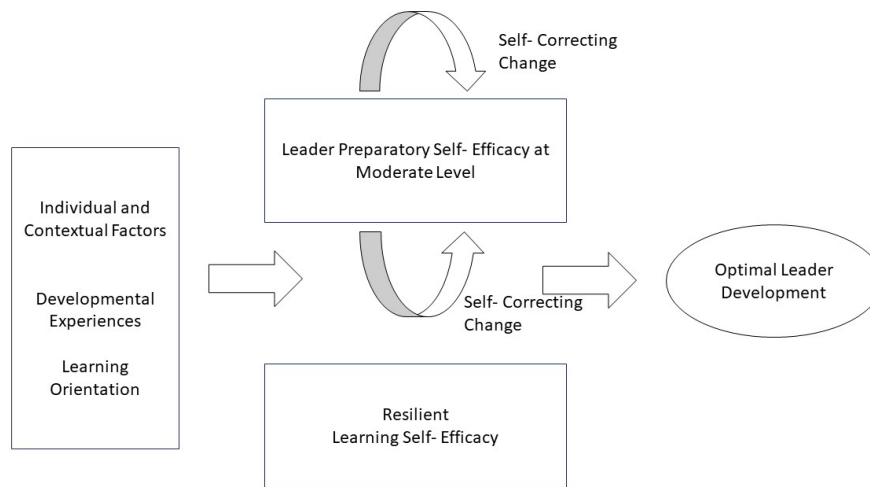 Self- Correcting
Change
Leader Preparatory Self- Efficacy at
Moderate Level
Individual and
Contextual Factors
Developmental
Experiences
Learning
Orientation
Self- Correcting
Change
Optimal Leader
Development
Resilient
Learning Self- Efficacy